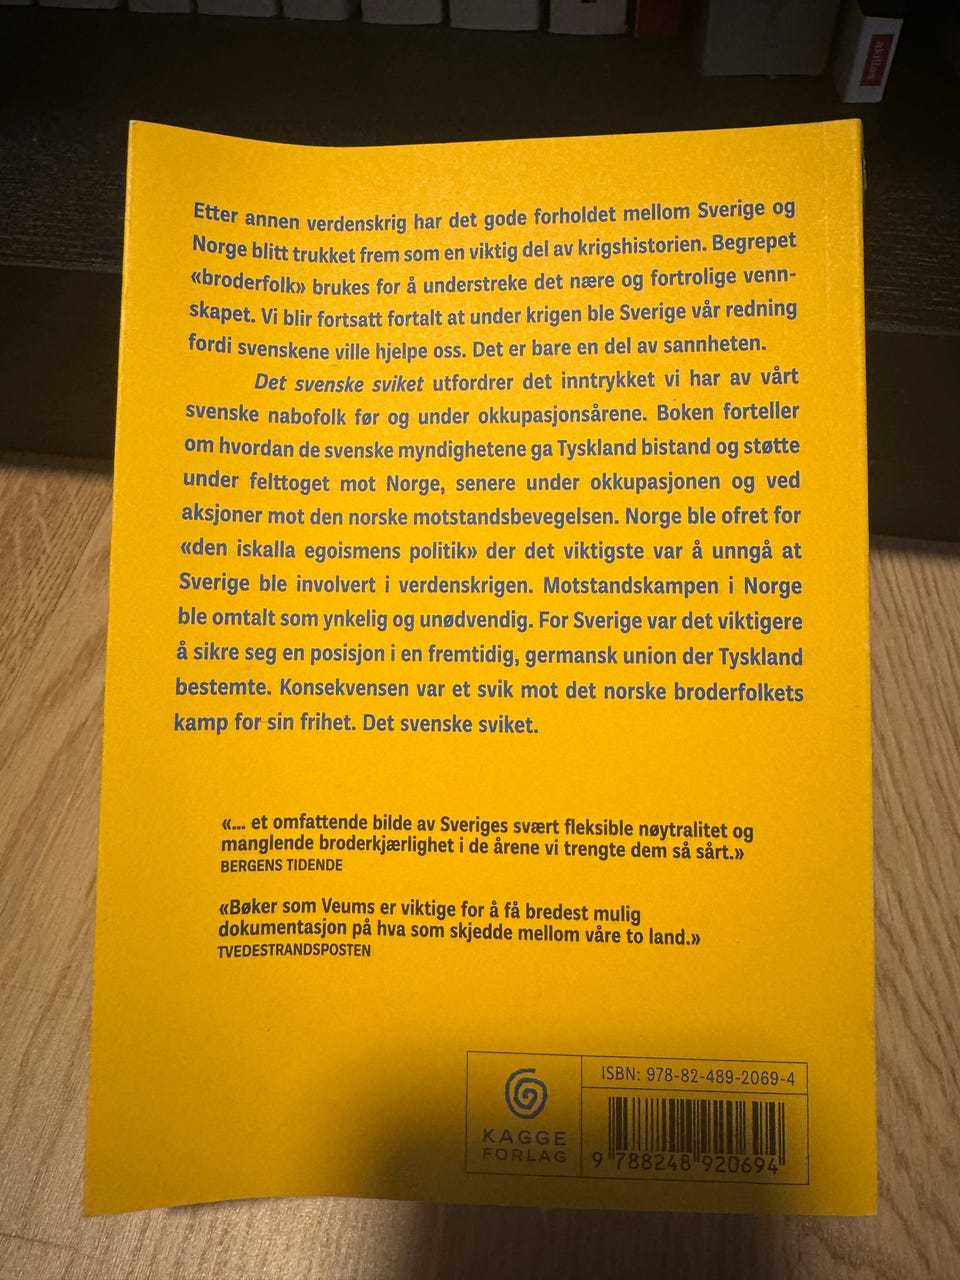 akilles
Etter annen verdenskrig har det gode forholdet mellom Sverige og
Norge blitt trukket frem som en viktig del av krigshistorien. Begrepet
«broderfolk» brukes for å understreke det nære og fortrolige venn-
skapet. Vi blir fortsatt fortalt at under krigen ble Sverige vår redning
fordi svenskene ville hjelpe oss. Det er bare en del av sannheten.
Det svenske sviket utfordrer det inntrykket vi har av vårt
svenske nabofolk før og under okkupasjonsårene. Boken forteller
om hvordan de svenske myndighetene ga Tyskland bistand og støtte
under felttoget mot Norge, senere under okkupasjonen og ved
aksjoner mot den norske motstandsbevegelsen. Norge ble ofret for
«den iskalla egoismens politik» der det viktigste var å unngå at
Sverige ble involvert i verdenskrigen. Motstandskampen i Norge
ble omtalt som ynkelig og unødvendig. For Sverige var det viktigere
å sikre seg en posisjon i en fremtidig, germansk union der Tyskland
bestemte. Konsekvensen var et svik mot det norske broderfolkets
kamp for sin frihet. Det svenske sviket.
«... et omfattende bilde av Sveriges svært fleksible nøytralitet og
manglende broderkjærlighet i de årene vi trengte dem så sårt.»
BERGENS TIDENDE
«Bøker som Veums er viktige for å få bredest mulig
dokumentasjon på hva som skjedde mellom våre to land.»
TVEDESTRANDSPOSTEN
KAGGE
FORLAG
ISBN: 978-82-489-2069-4
9 788248 920694